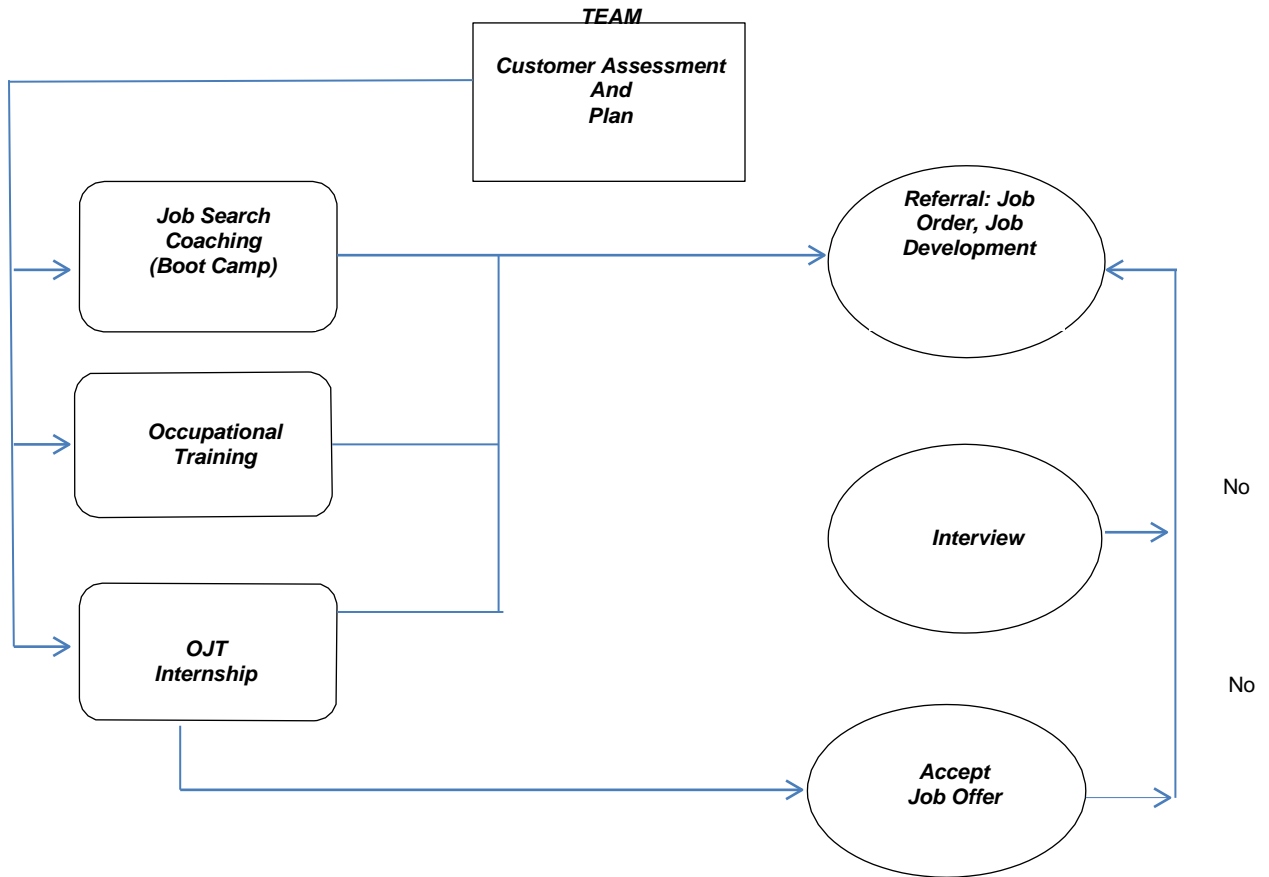 TEAM
Customer Assessment
And
Plan
Job Search
Coaching
(Boot Camp)
Referral: Job
Order, Job
Development
Occupational
Training
No
Interview
OJT
Internship
No
Accept
Job Offer